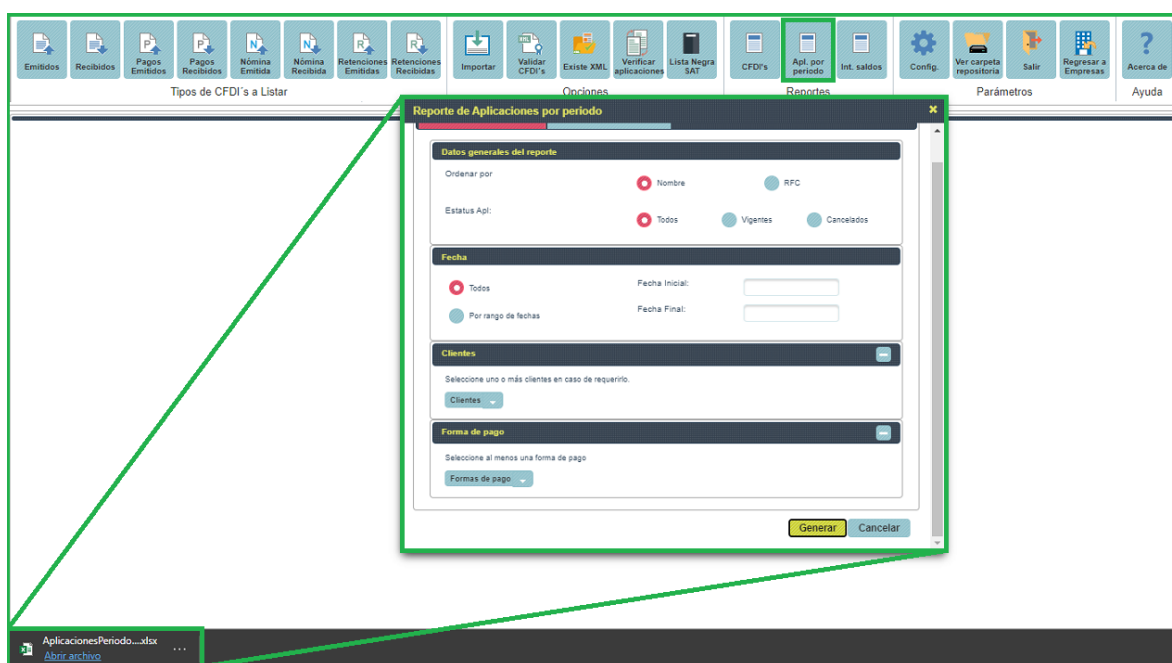 Emitidos
Recibidos
Pagos Emitidos
Pagos Recibidos
Nómina Emitida
Nómina Recibida
Retenciones Emitidas
Retenciones Recibidas
Importar
Validar CFDI's
Existe XML
Verificar aplicaciones
Lista Negra SAT
CFDI's
Apl. por periodo
Int. saldos
Config.
Ver carpeta repositoria
Salir
Regresar a Empresas
Acerca de
Tipos de CFDI´s a Listar
Opciones
Reportes
Parámetros
Ayuda
Reporte de Aplicaciones por periodo
Datos generales del reporte
Ordenar por
Nombre
RFC
Estatus Apl:
Todos
Vigentes
Cancelados
Fecha
Todos
Fecha Inicial:
Por rango de fechas
Fecha Final:
Clientes
Seleccione uno o más clientes en caso de requerirlo.
Clientes
Forma de pago
Seleccione al menos una forma de pago
Formas de pago
Generar
Cancelar
AplicacionesPeriodo....xlsx
Abrir archivo